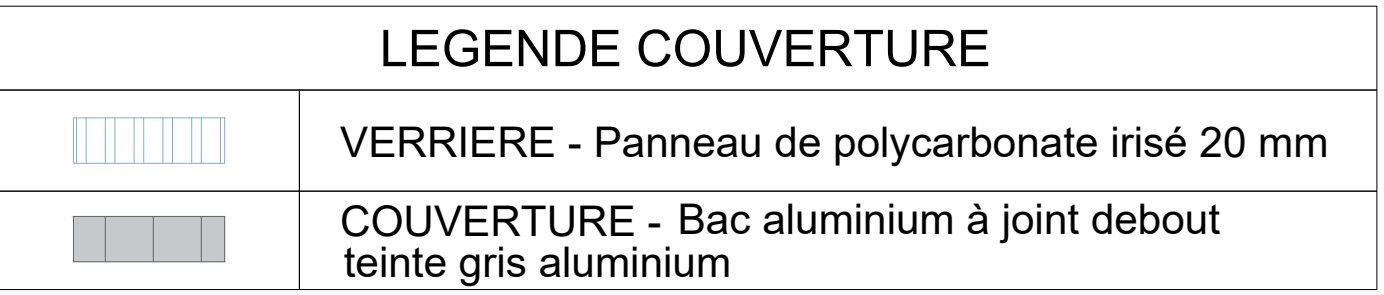 LEGENDE COUVERTURE
VERRIERE - Panneau de polycarbonate irisé 20 mm
COUVERTURE - Bac aluminium à joint debout
teinte gris aluminium